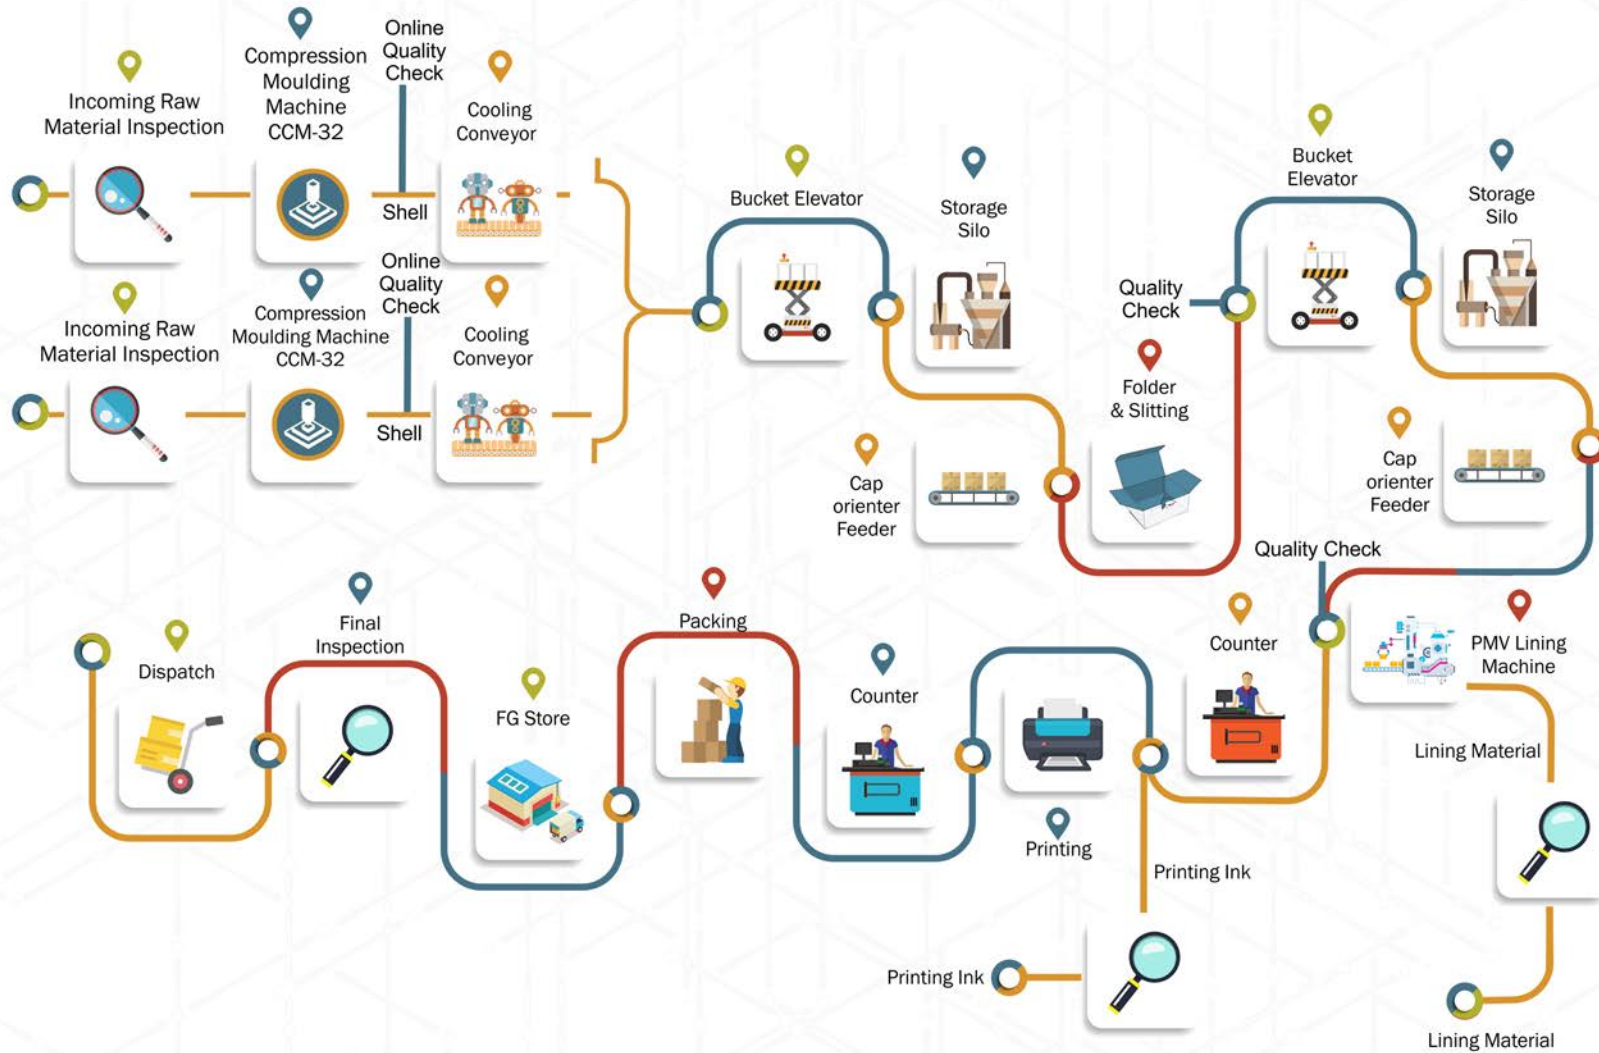 Incoming Raw
Material Inspection
Compression
Moulding
Machine
CCM-32
Online
Quality
Check
Shell
Cooling
Conveyor
Incoming Raw
Material Inspection
Compression
Moulding Machine
CCM-32
Online
Quality
Check
Shell
Cooling
Conveyor
Bucket Elevator
Storage
Silo
Cap
orienter
Feeder
Folder
& Slitting
Quality
Check
Bucket
Elevator
Storage
Silo
Cap
orienter
Feeder
Quality Check
PMV Lining
Machine
Lining Material
Lining Material
Counter
Printing
Printing Ink
Printing Ink
Counter
Packing
FG Store
Final
Inspection
Dispatch